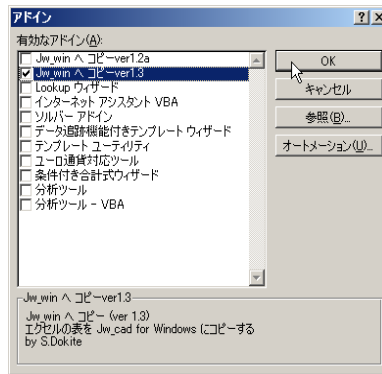 アドイン
有効なアドイン(A):
Jw_win へ コピーver1.2a
Jw_win へ コピーver1.3
Lookup ウィザード
インターネット アシスタント VBA
ソルバー アドイン
データ追跡機能付きテンプレート ウィザード
テンプレート ユーティリティ
ユーロ通貨対応ツール
条件付き合計式ウィザード
分析ツール
分析ツール - VBA
OK
キャンセル
参照(B)...
オートメーション(U)...
Jw_win へ コピーver1.3
Jw_win へ コピー (ver 1.3)
エクセルの表を Jw_cad for Windows にコピーする
by S.Dokite